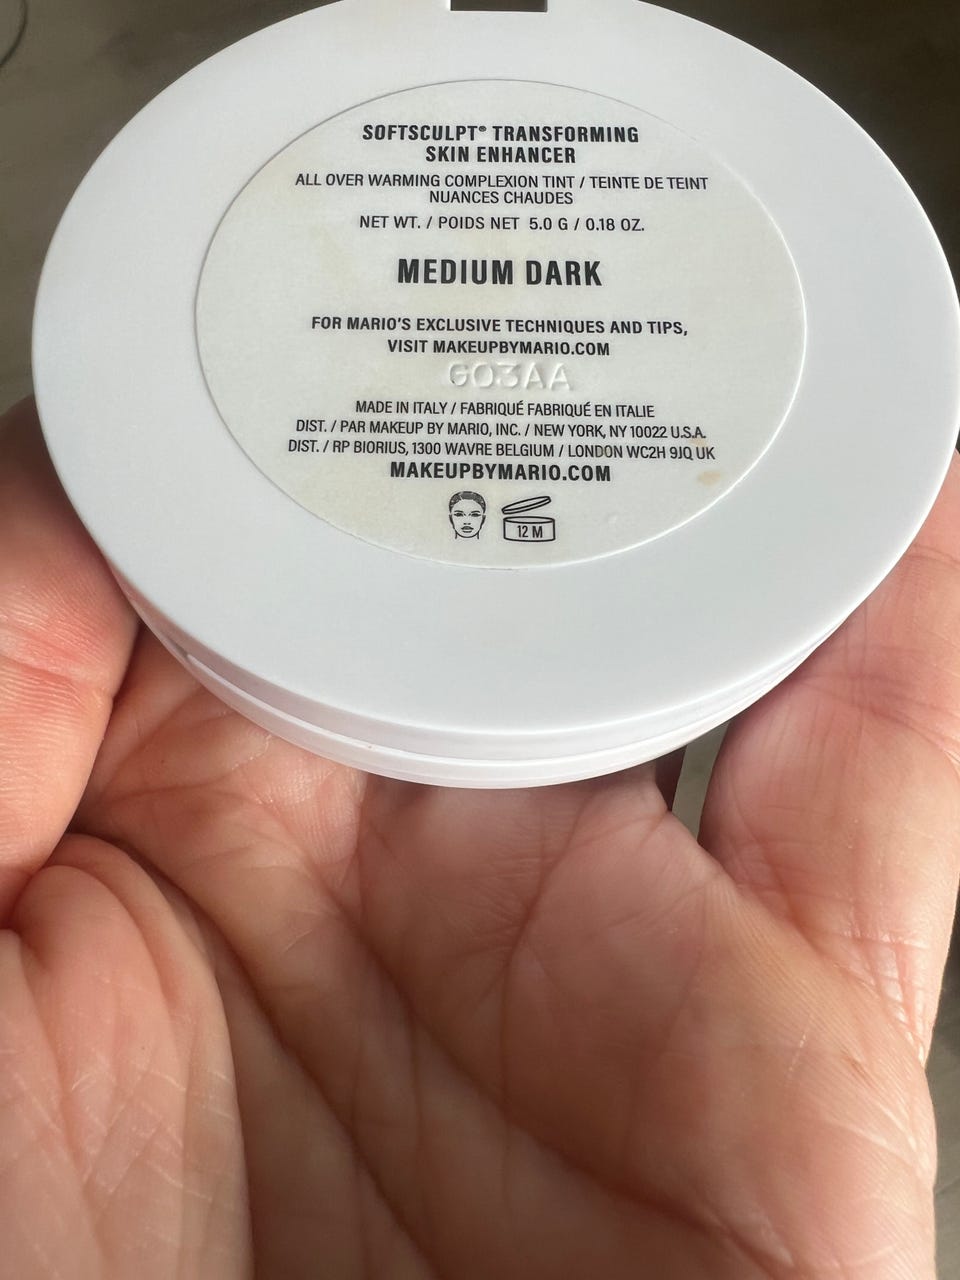 SOFTSCULPT® TRANSFORMING
SKIN ENHANCER
ALL OVER WARMING COMPLEXION TINT / TEINTE DE TEINT
NUANCES CHAUDES
NET WT. / POIDS NET 5.0 G / 0.18 OZ.
MEDIUM DARK
FOR MARIO'S EXCLUSIVE TECHNIQUES AND TIPS,
VISIT MAKEUPBYMARIO.COM
G03AA
MADE IN ITALY / FABRIQUÉ FABRIQUÉ EN ITALIE
DIST. / PAR MAKEUP BY MARIO, INC. / NEW YORK, NY 10022 U.S.A.
DIST. / RP BIORIUS, 1300 WAVRE BELGIUM / LONDON WC2H 9JQ UK
MAKEUPBYMARIO.COM
12 M